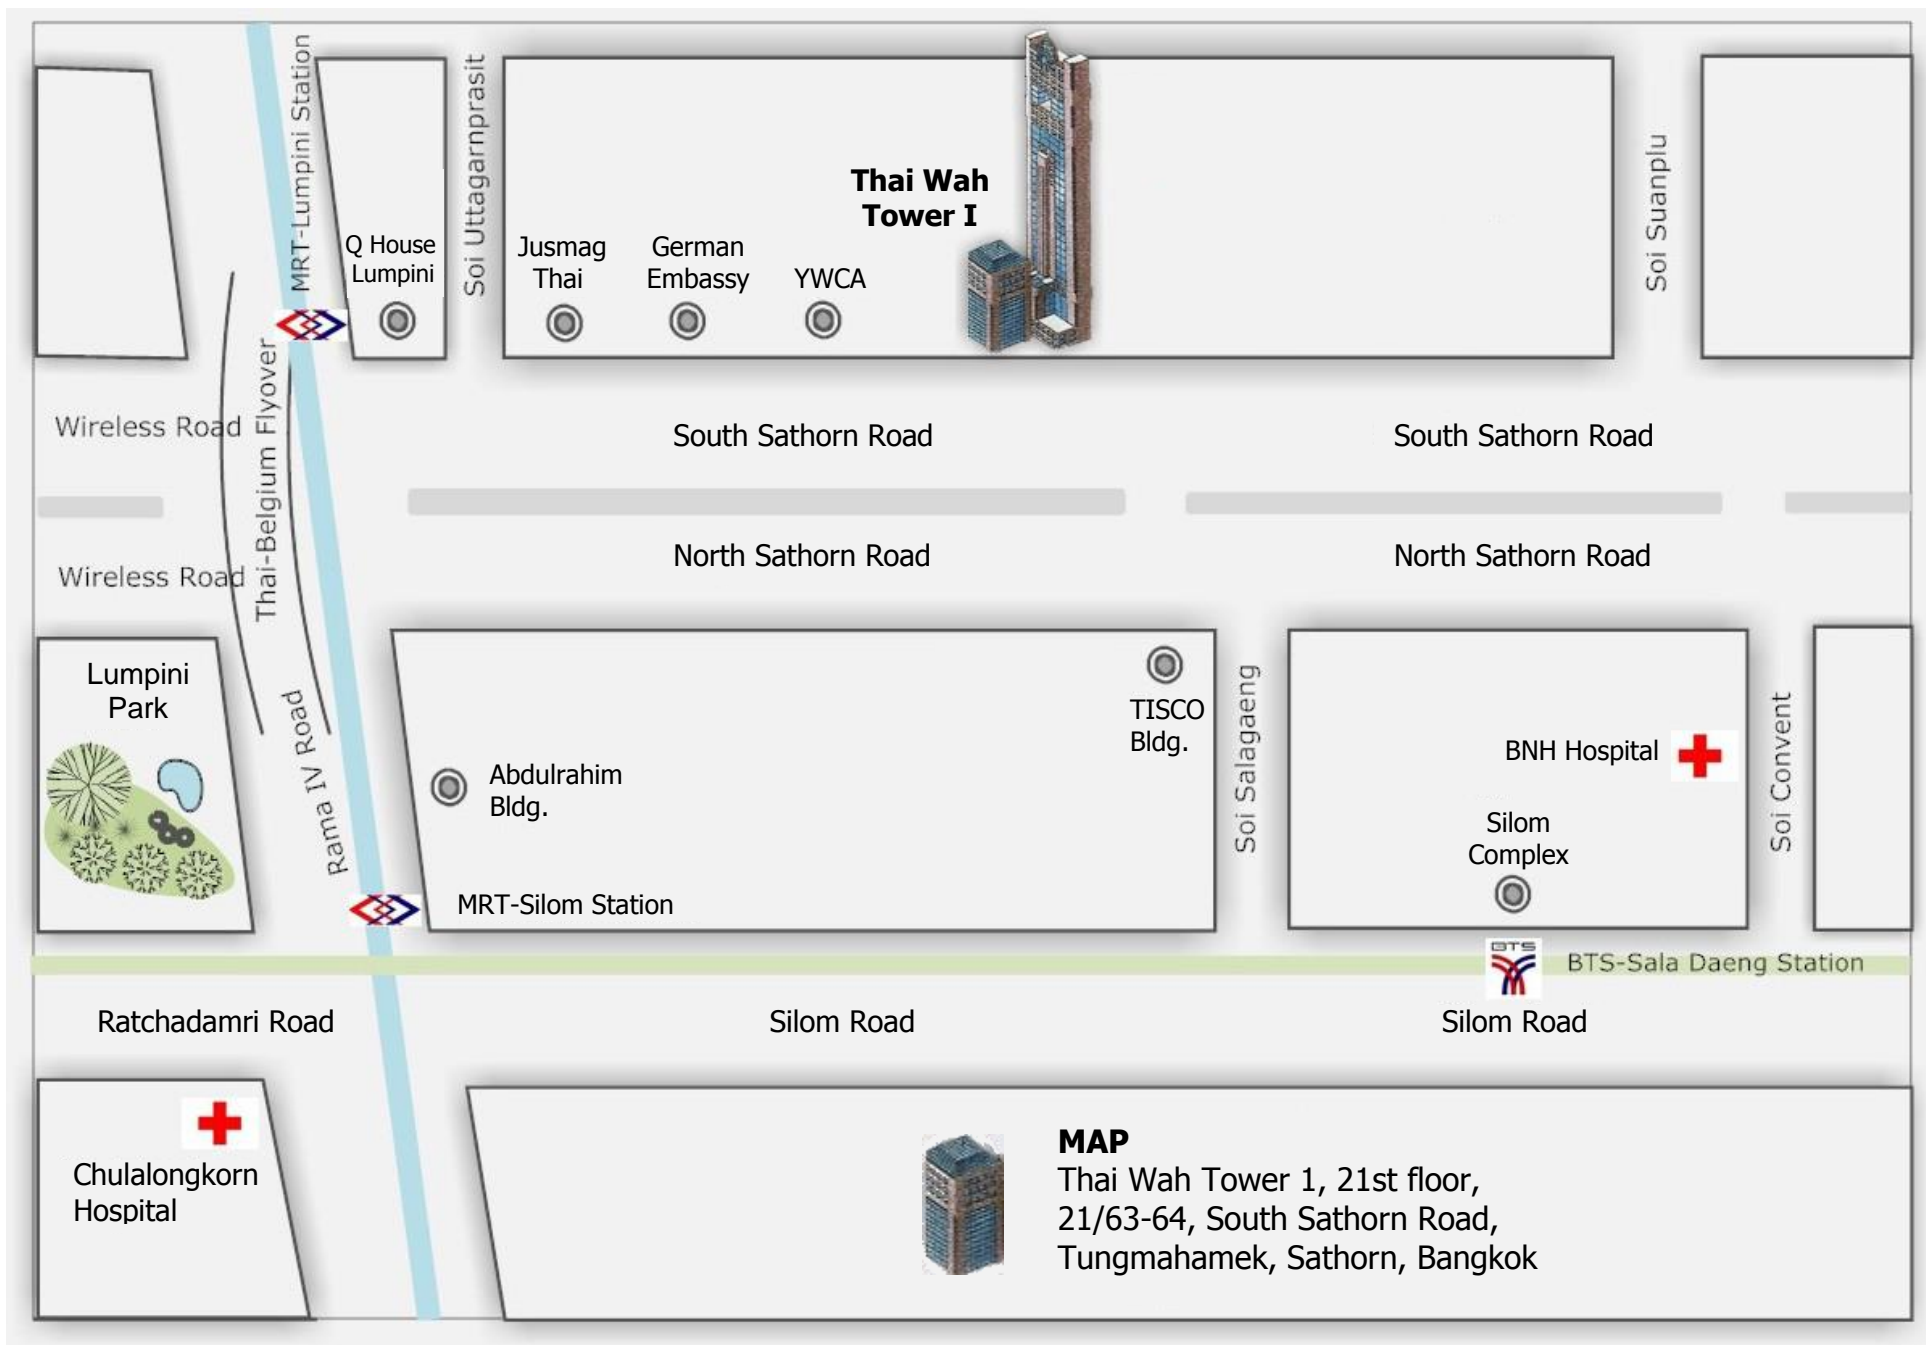 MRT-Lumpini Station
Soi Uttagarnprasit
Thai Wah
Tower I
Soi Suanplu
Q House
Lumpini
Jusmag
Thai
German
Embassy
YWCA
Thai-Belgium Flyover
Wireless Road
South Sathorn Road
South Sathorn Road
Wireless Road
North Sathorn Road
North Sathorn Road
Lumpini
Park
Rama IV Road
Abdulrahim
Bldg.
TISCO
Bldg.
Soi Salagaeng
BNH Hospital
Soi Convent
Silom
Complex
MRT-Silom Station
BTS
BTS-Sala Daeng Station
Ratchadamri Road
Silom Road
Silom Road
Chulalongkorn
Hospital
MAP
Thai Wah Tower 1, 21st floor,
21/63-64, South Sathorn Road,
Tungmahamek, Sathorn, Bangkok